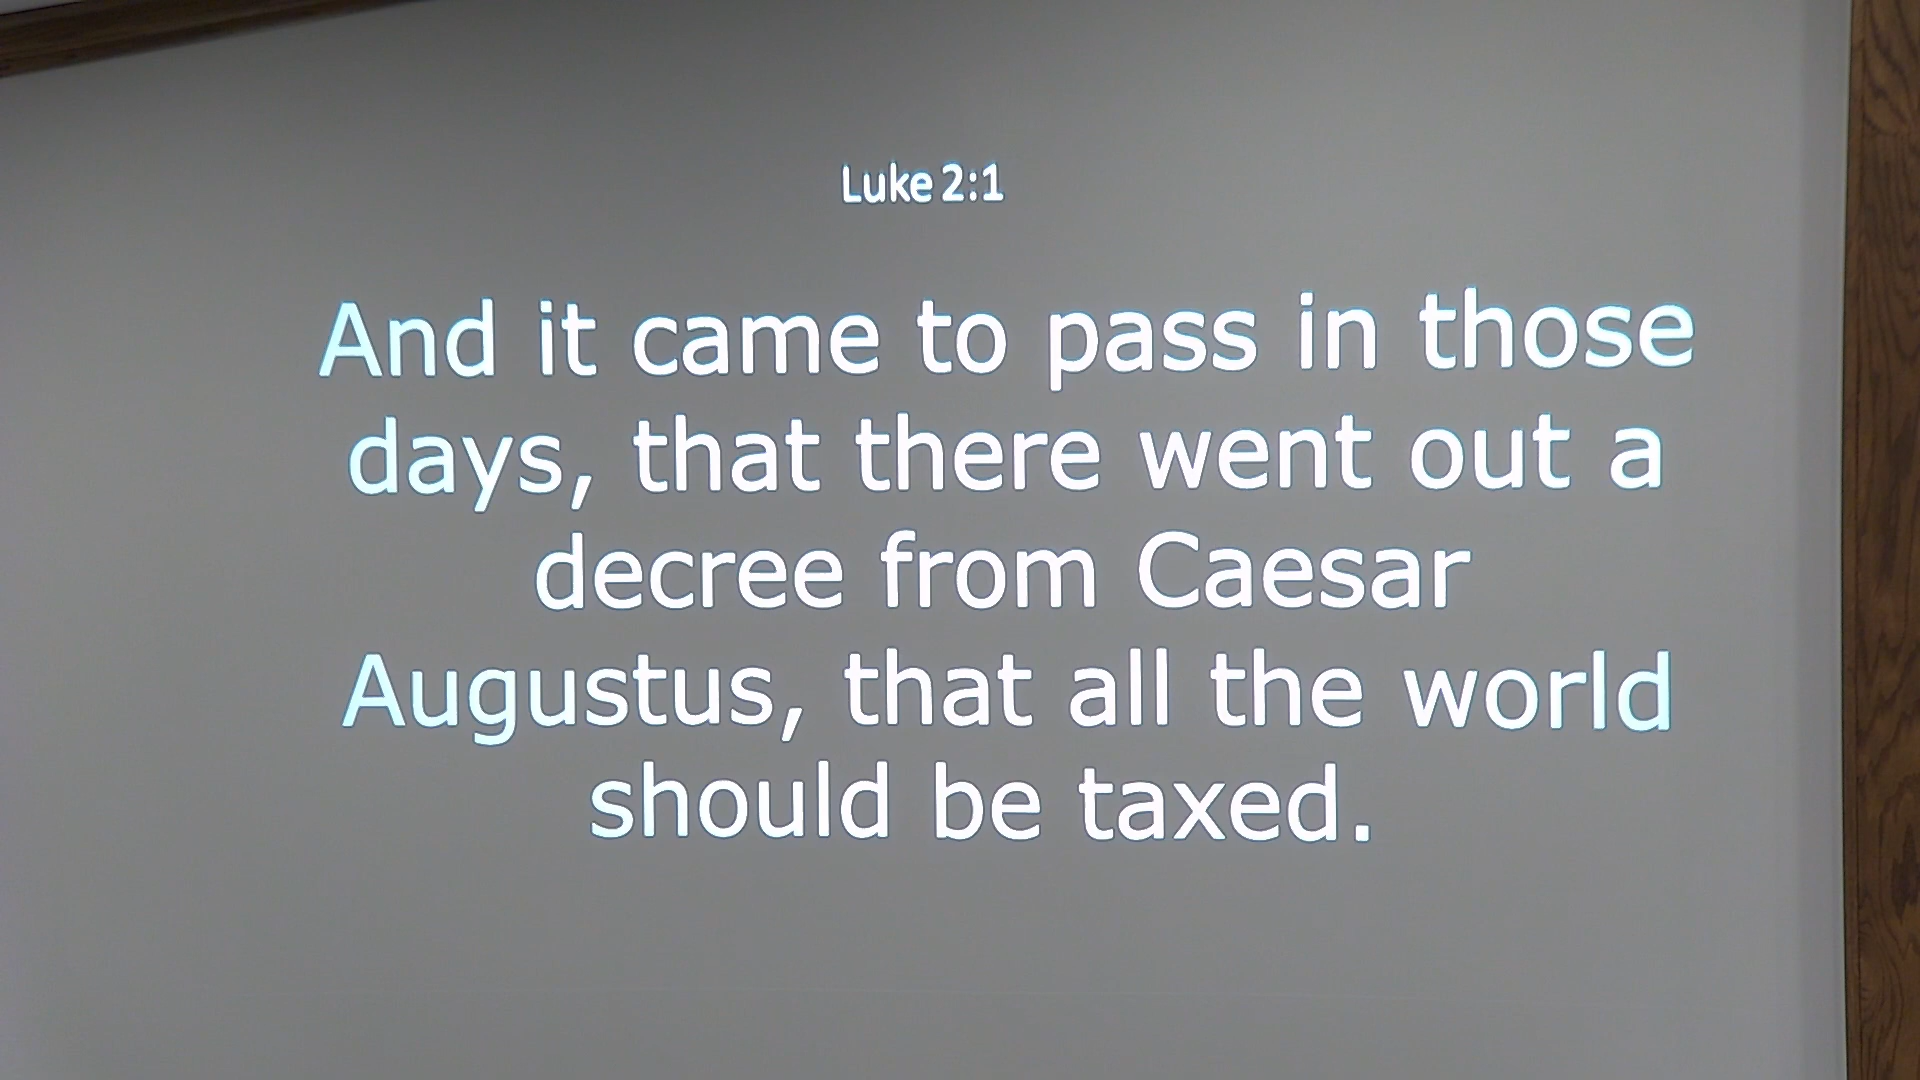 Luke 2:1
And it came to pass in those
days, that there went out a
decree from Caesar
Augustus, that all the world
should be taxed.